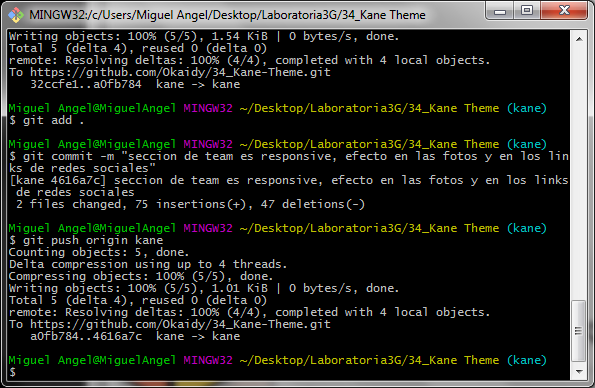 MINGW32:/c/Users/Miguel Angel/Desktop/Laboratoria3G/34_Kane Theme
Writing objects: 100% (5/5), 1.54 KiB | 0 bytes/s, done.
Total 5 (delta 4), reused 0 (delta 0)
remote: Resolving deltas: 100% (4/4), completed with 4 local objects.
To https://github.com/Okaidy/34_Kane-Theme.git
   32ccfe1..a0fb784  kane -> kane
Miguel Angel@MiguelAngel MINGW32 ~/Desktop/Laboratoria3G/34_Kane Theme (kane)
$ git add .
Miguel Angel@MiguelAngel MINGW32 ~/Desktop/Laboratoria3G/34_Kane Theme (kane)
$ git commit -m "seccion de team es responsive, efecto en las fotos y en los lin
ks de redes sociales"
[kane 4616a7c] seccion de team es responsive, efecto en las fotos y en los links
 de redes sociales
 2 files changed, 75 insertions(+), 47 deletions(-)
Miguel Angel@MiguelAngel MINGW32 ~/Desktop/Laboratoria3G/34_Kane Theme (kane)
$ git push origin kane
Counting objects: 5, done.
Delta compression using up to 4 threads.
Compressing objects: 100% (5/5), done.
Writing objects: 100% (5/5), 1.01 KiB | 0 bytes/s, done.
Total 5 (delta 4), reused 0 (delta 0)
remote: Resolving deltas: 100% (4/4), completed with 4 local objects.
To https://github.com/Okaidy/34_Kane-Theme.git
   a0fb784..4616a7c  kane -> kane
Miguel Angel@MiguelAngel MINGW32 ~/Desktop/Laboratoria3G/34_Kane Theme (kane)
$